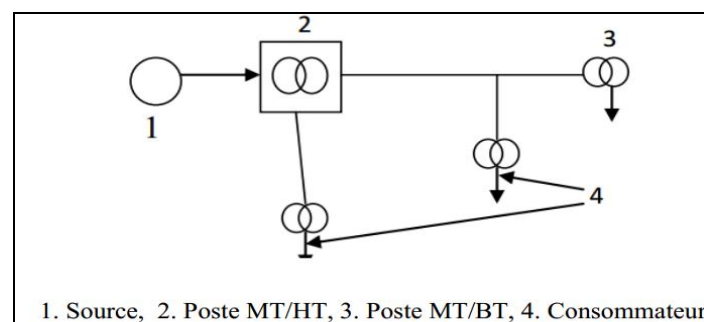 2
3
1
4
1. Source, 2. Poste MT/HT, 3. Poste MT/BT, 4. Consommateur